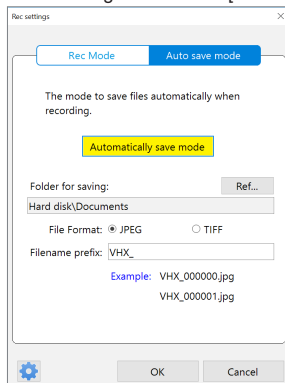 Rec settings
Rec Mode
Auto save mode
The mode to save files automatically when
recording.
Automatically save mode
Folder for saving:
Ref...
Hard disk\Documents
File Format: JPEG TIFF
Filename prefix: VHX_
Example: VHX_000000.jpg
VHX_000001.jpg
OK
Cancel